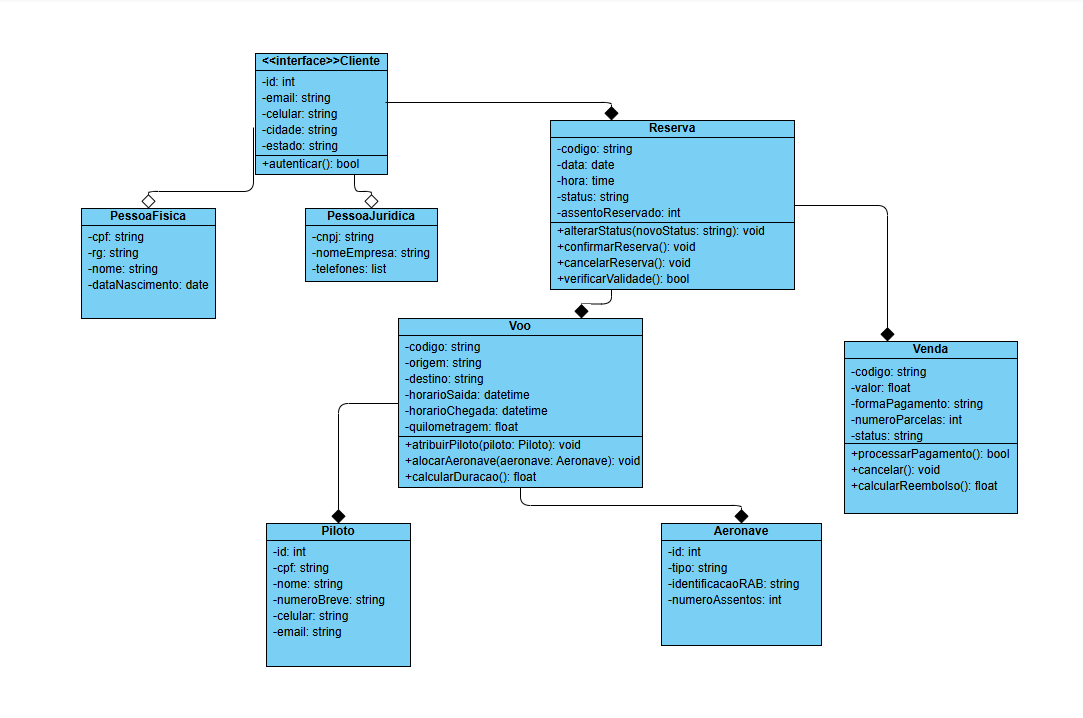 <<interface>>Cliente
-id: int
-email: string
-celular: string
-cidade: string
-estado: string
+autenticar(): bool
PessoaFisica
-cpf: string
-rg: string
-nome: string
-dataNascimento: date
PessoaJuridica
-cnpj: string
-nomeEmpresa: string
-telefones: list
Reserva
-codigo: string
-data: date
-hora: time
-status: string
-assentoReservado: int
+alterarStatus(novoStatus: string): void
+confirmarReserva(): void
+cancelarReserva(): void
+verificarValidade(): bool
Voo
-codigo: string
-origem: string
-destino: string
-horarioSaida: datetime
-horarioChegada: datetime
-quilometragem: float
+atribuirPiloto(piloto: Piloto): void
+alocarAeronave(aeronave: Aeronave): void
+calcularDuracao(): float
Venda
-codigo: string
-valor: float
-formaPagamento: string
-numeroParcelas: int
-status: string
+processarPagamento(): bool
+cancelar(): void
+calcularReembolso(): float
Piloto
-id: int
-cpf: string
-nome: string
-numeroBreve: string
-celular: string
-email: string
Aeronave
-id: int
-tipo: string
-identificacaoRAB: string
-numeroAssentos: int